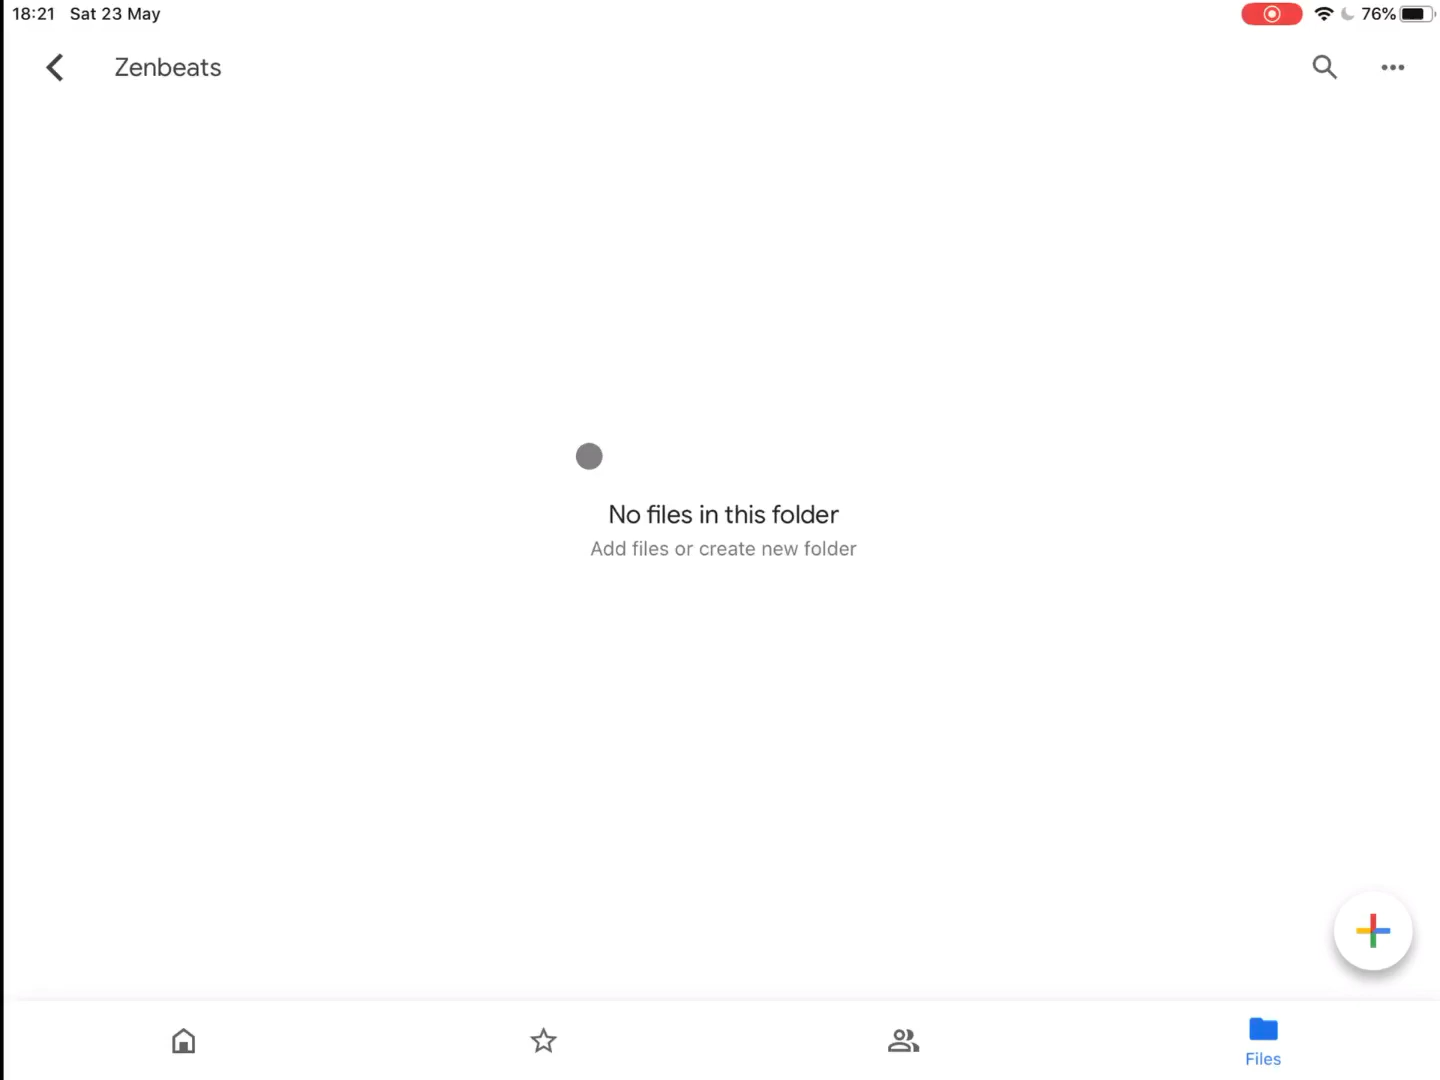 18:21 Sat 23 May
76%
Zenbeats
No files in this folder
Add files or create new folder
Files